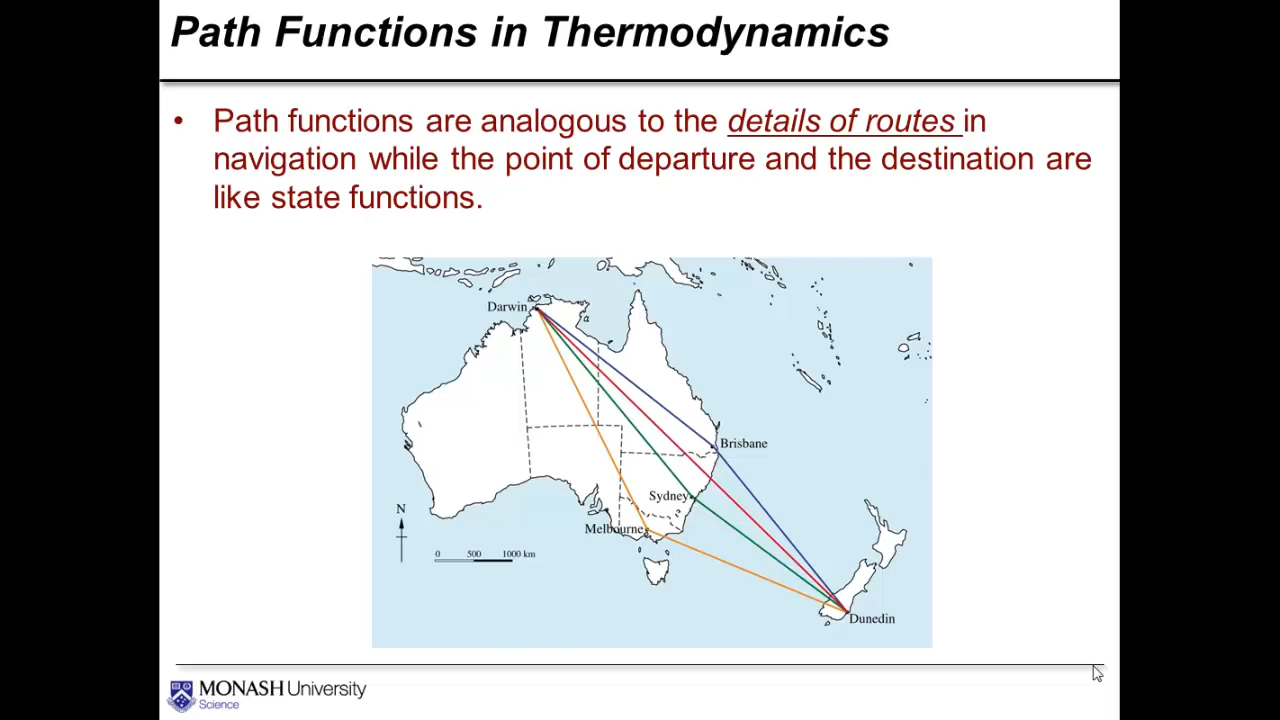 Path Functions in Thermodynamics
• Path functions are analogous to the details of routes in
navigation while the point of departure and the destination are
like state functions.
Darwin
Brisbane
Sydney
N
Melbourne
0 500 1000 km
Dunedin
MONASH University
Science